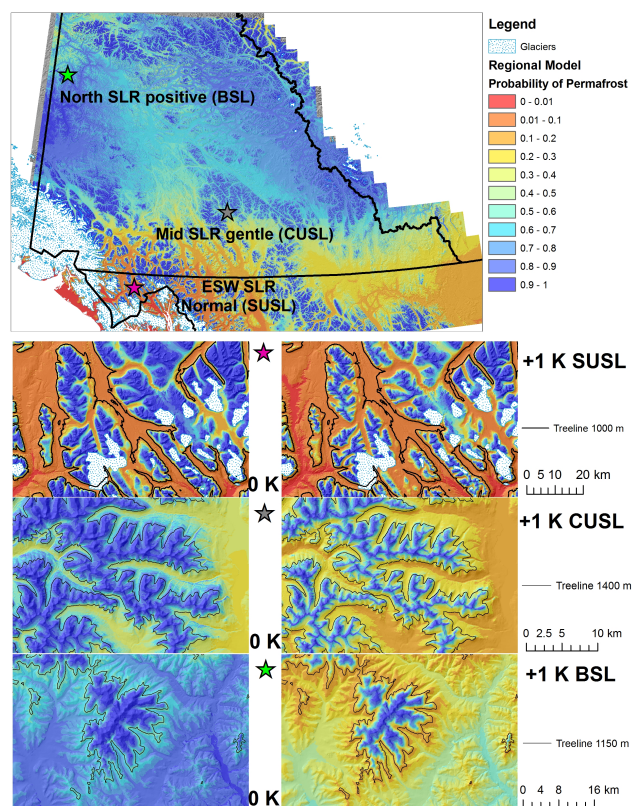 Legend
Glaciers
Regional Model
Probability of Permafrost
0 - 0.01
0.01 - 0.1
0.1 - 0.2
0.2 - 0.3
0.3 - 0.4
0.4 - 0.5
0.5 - 0.6
0.6 - 0.7
0.7 - 0.8
0.8 - 0.9
0.9 - 1
North SLR positive (BSL)
Mid SLR gentle (CUSL)
ESW SLR
Normal (SUSL)
+1 K SUSL
Treeline 1000 m
0 5 10 20 km
0 K
+1 K CUSL
Treeline 1400 m
0 2.5 5 10 km
0 K
+1 K BSL
Treeline 1150 m
0 4 8 16 km
0 K